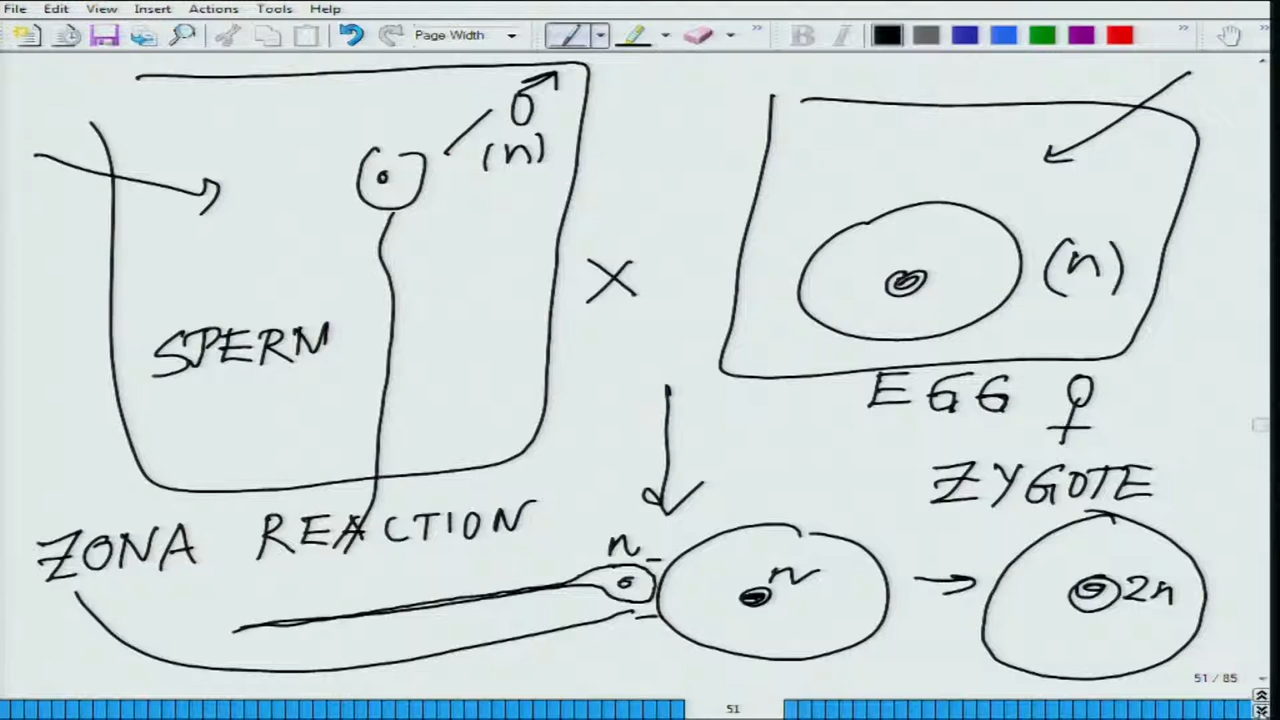 File Edit View Insert Actions Tools Help
Page Width
♂
(n)
SPERM
X
(n)
EGG ♀
ZYGOTE
ZONA REACTION
n
n
2n
51 / 85
51